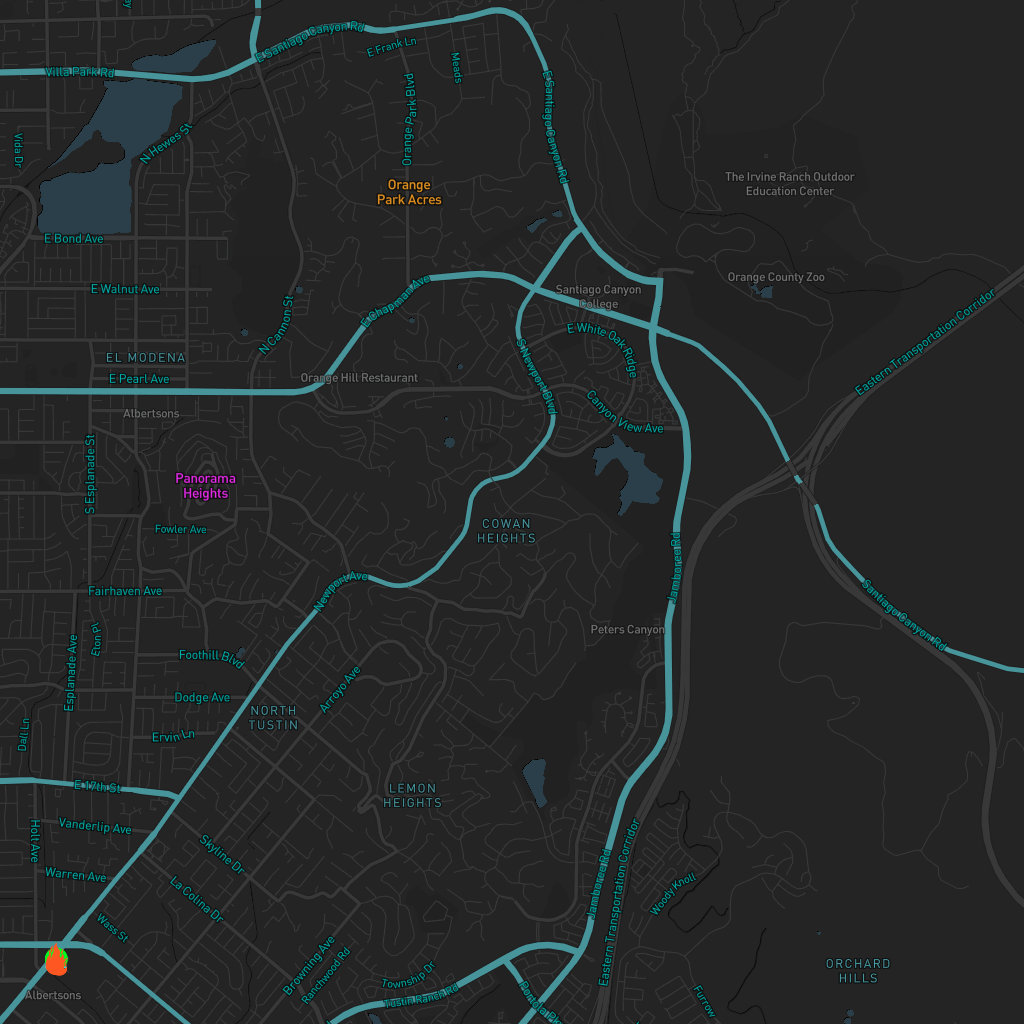 E Santiago Canyon Rd
E Frank Ln
Meads
Villa Park Rd
Orange Park Blvd
E Santiago Canyon Rd
Vida Dr
N Hewes St
The Irvine Ranch Outdoor
Education Center
Orange
Park Acres
E Bond Ave
Orange County Zoo
E Walnut Ave
E Chapman Ave
Santiago Canyon
College
Eastern Transportation Corridor
N Cannon St
E White Oak Ridge
EL MODENA
E Pearl Ave
Orange Hill Restaurant
S Newport Blvd
Albertsons
Canyon View Ave
S Esplanade St
Panorama
Heights
Fowler Ave
COWAN
HEIGHTS
Jamboree Rd
Newport Ave
Fairhaven Ave
Santiago Canyon Rd
Peters Canyon
Eton Pl
Esplanade Ave
Foothill Blvd
Arroyo Ave
Dodge Ave
NORTH
TUSTIN
Dall Ln
Ervin Ln
E 17th St
LEMON
HEIGHTS
Vanderlip Ave
Holt Ave
Skyline Dr
Warren Ave
La Colina Dr
Jamboree Rd
Eastern Transportation Corridor
Woody Knoll
Wass St
Browning Ave
Ranchwood Rd
Township Dr
Tustin Ranch Rd
ORCHARD
HILLS
Albertsons
Furrow